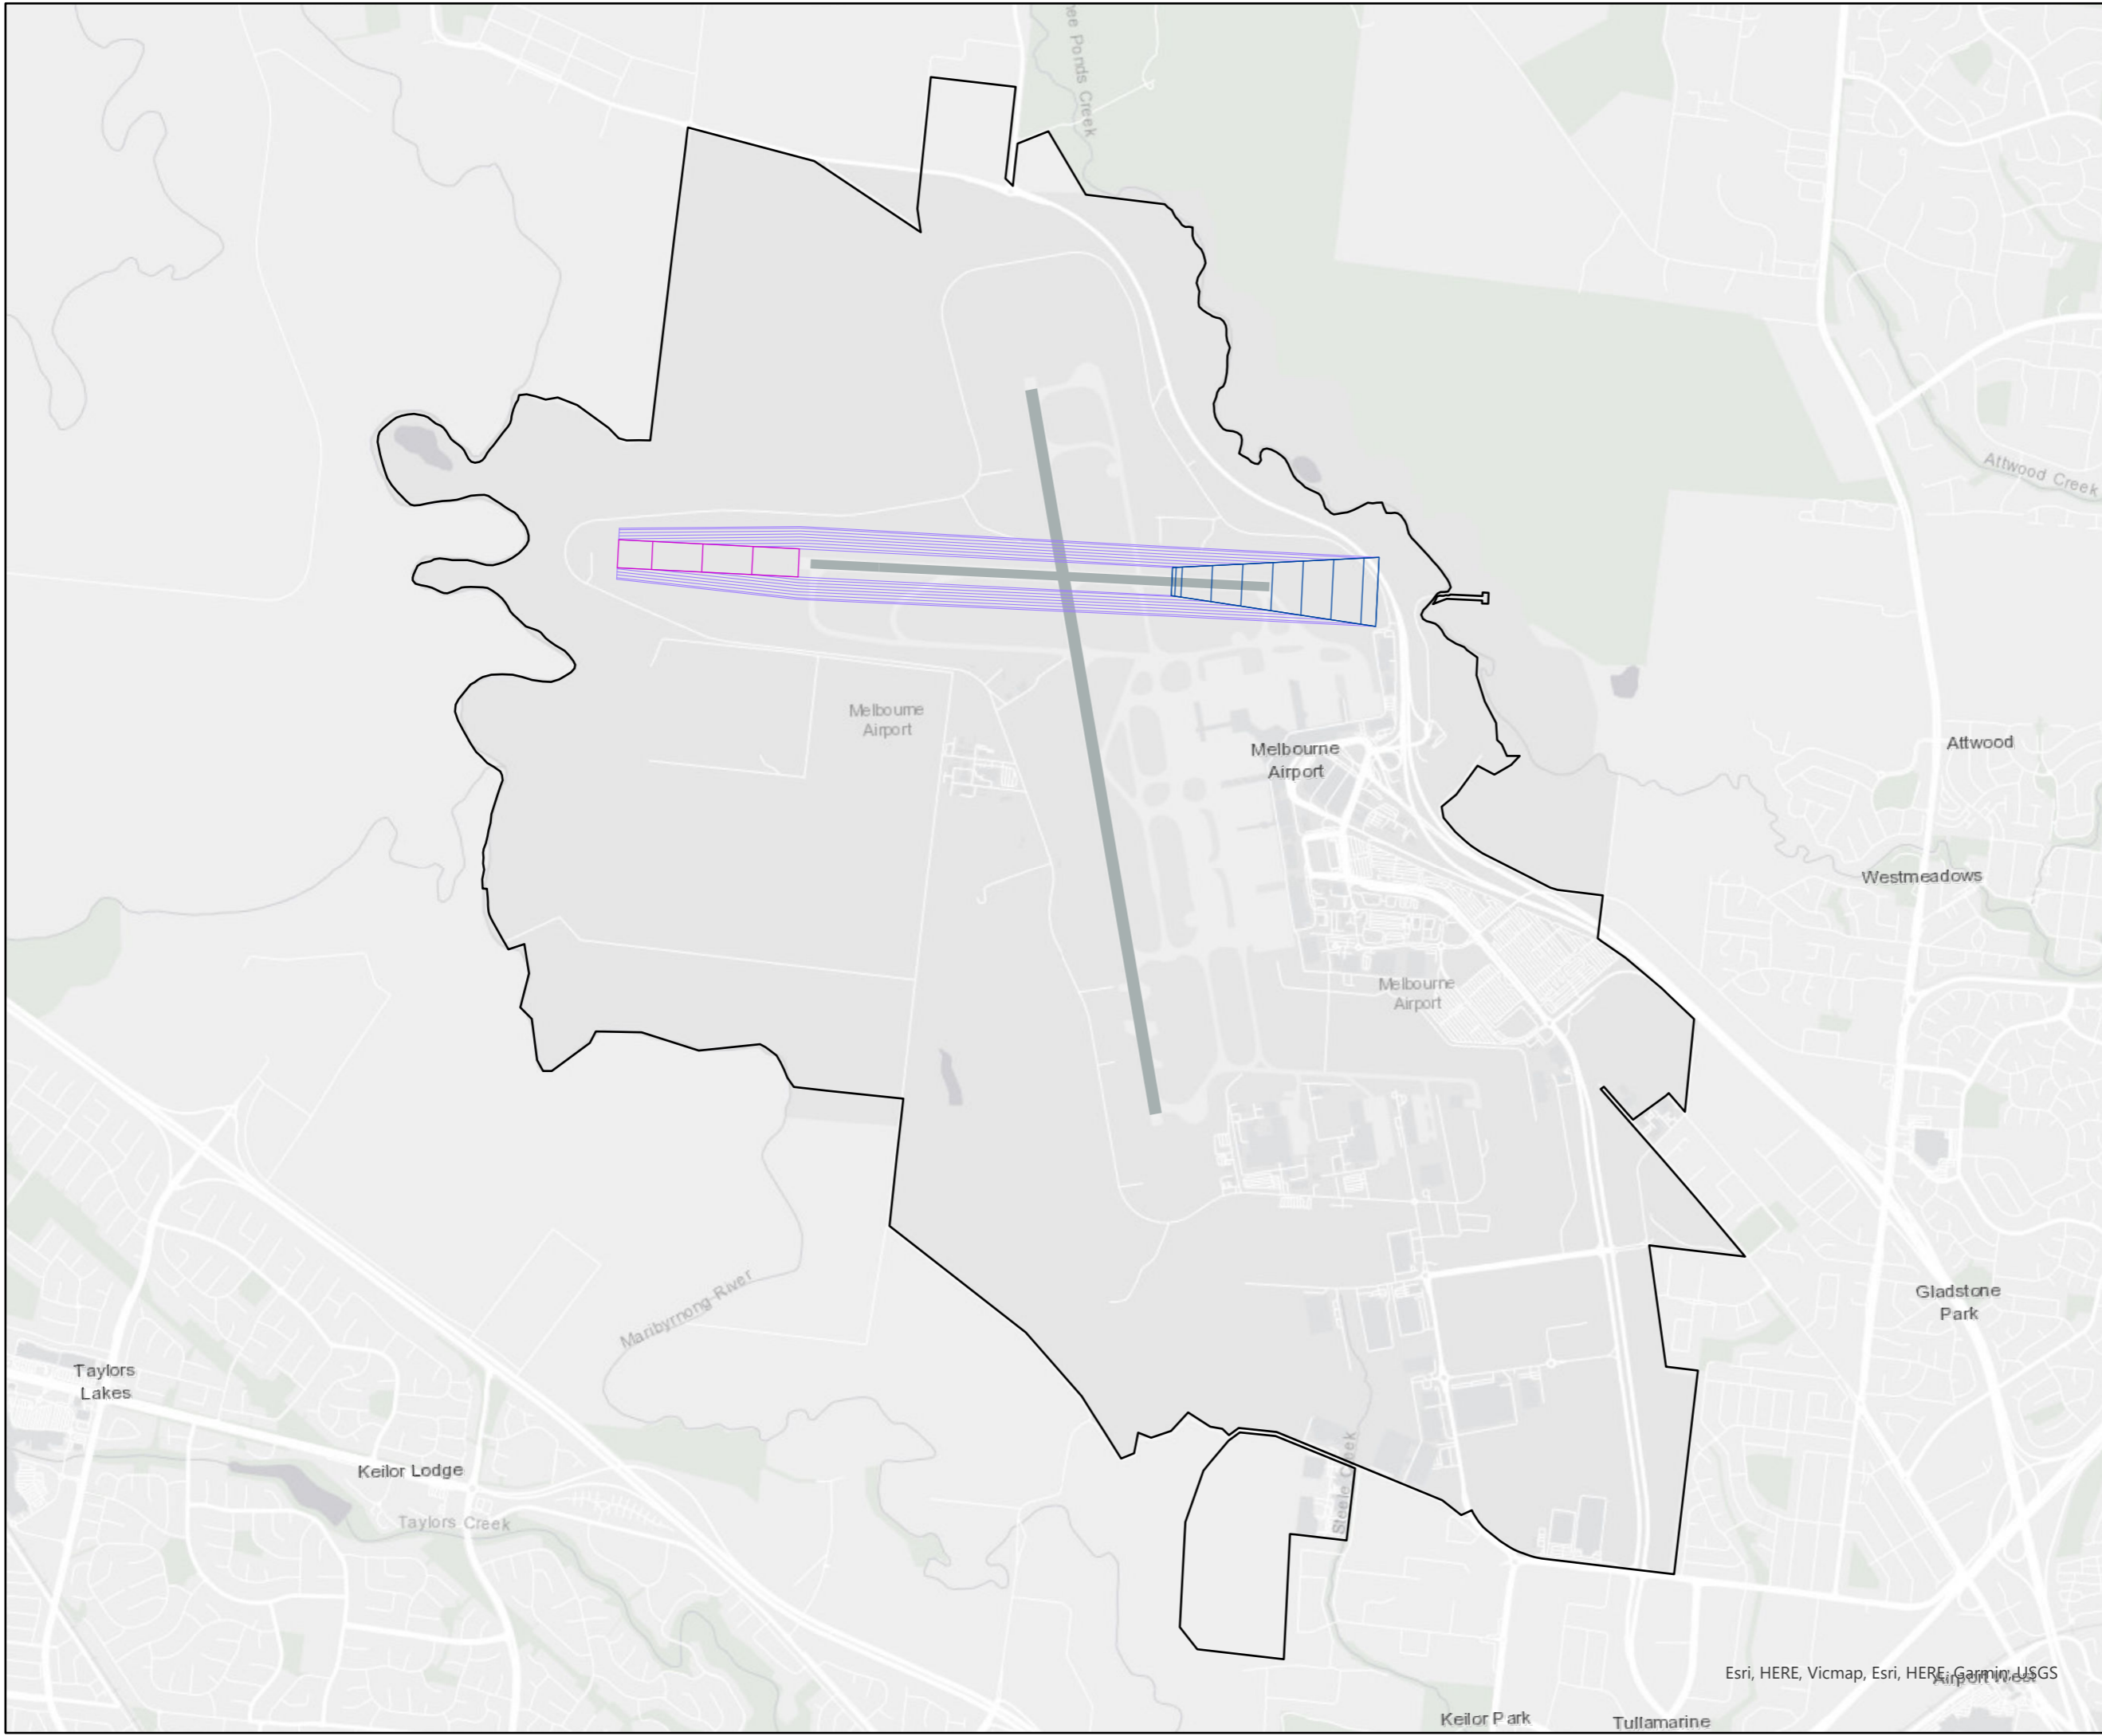 nee Ponds Creek
Attwood Creek
Melbourne
Airport
Melbourne
Airport
Attwood
Westmeadows
Melbourne
Airport
Gladstone
Park
Maribyrnong River
Taylors
Lakes
Keilor Lodge
Taylors Creek
Steele Creek
Esri, HERE, Vicmap, Esri, HERE, Garmin, USGS
Airport West
Keilor Park
Tullamarine